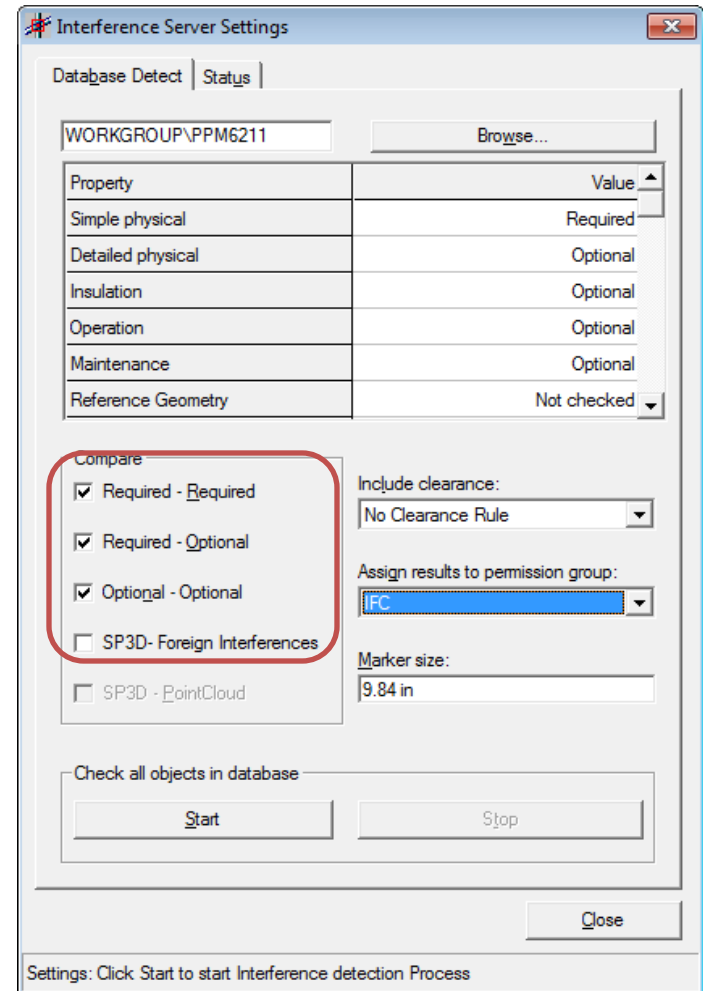 Interference Server Settings
Database Detect
Status
WORKGROUP\PPM6211
Browse...
Property Value
Simple physical Required
Detailed physical Optional
Insulation Optional
Operation Optional
Maintenance Optional
Reference Geometry Not checked
Compare
Required - Required
Required - Optional
Optional - Optional
SP3D- Foreign Interferences
SP3D - PointCloud
Include clearance:
No Clearance Rule
Assign results to permission group:
IFC
Marker size:
9.84 in
Check all objects in database
Start
Stop
Close
Settings: Click Start to start Interference detection Process